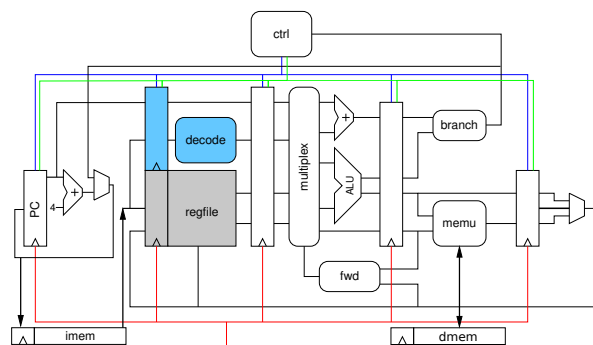 ctrl
decode
multiplex
+
branch
PC
4
+
regfile
ALU
memu
fwd
imem
dmem